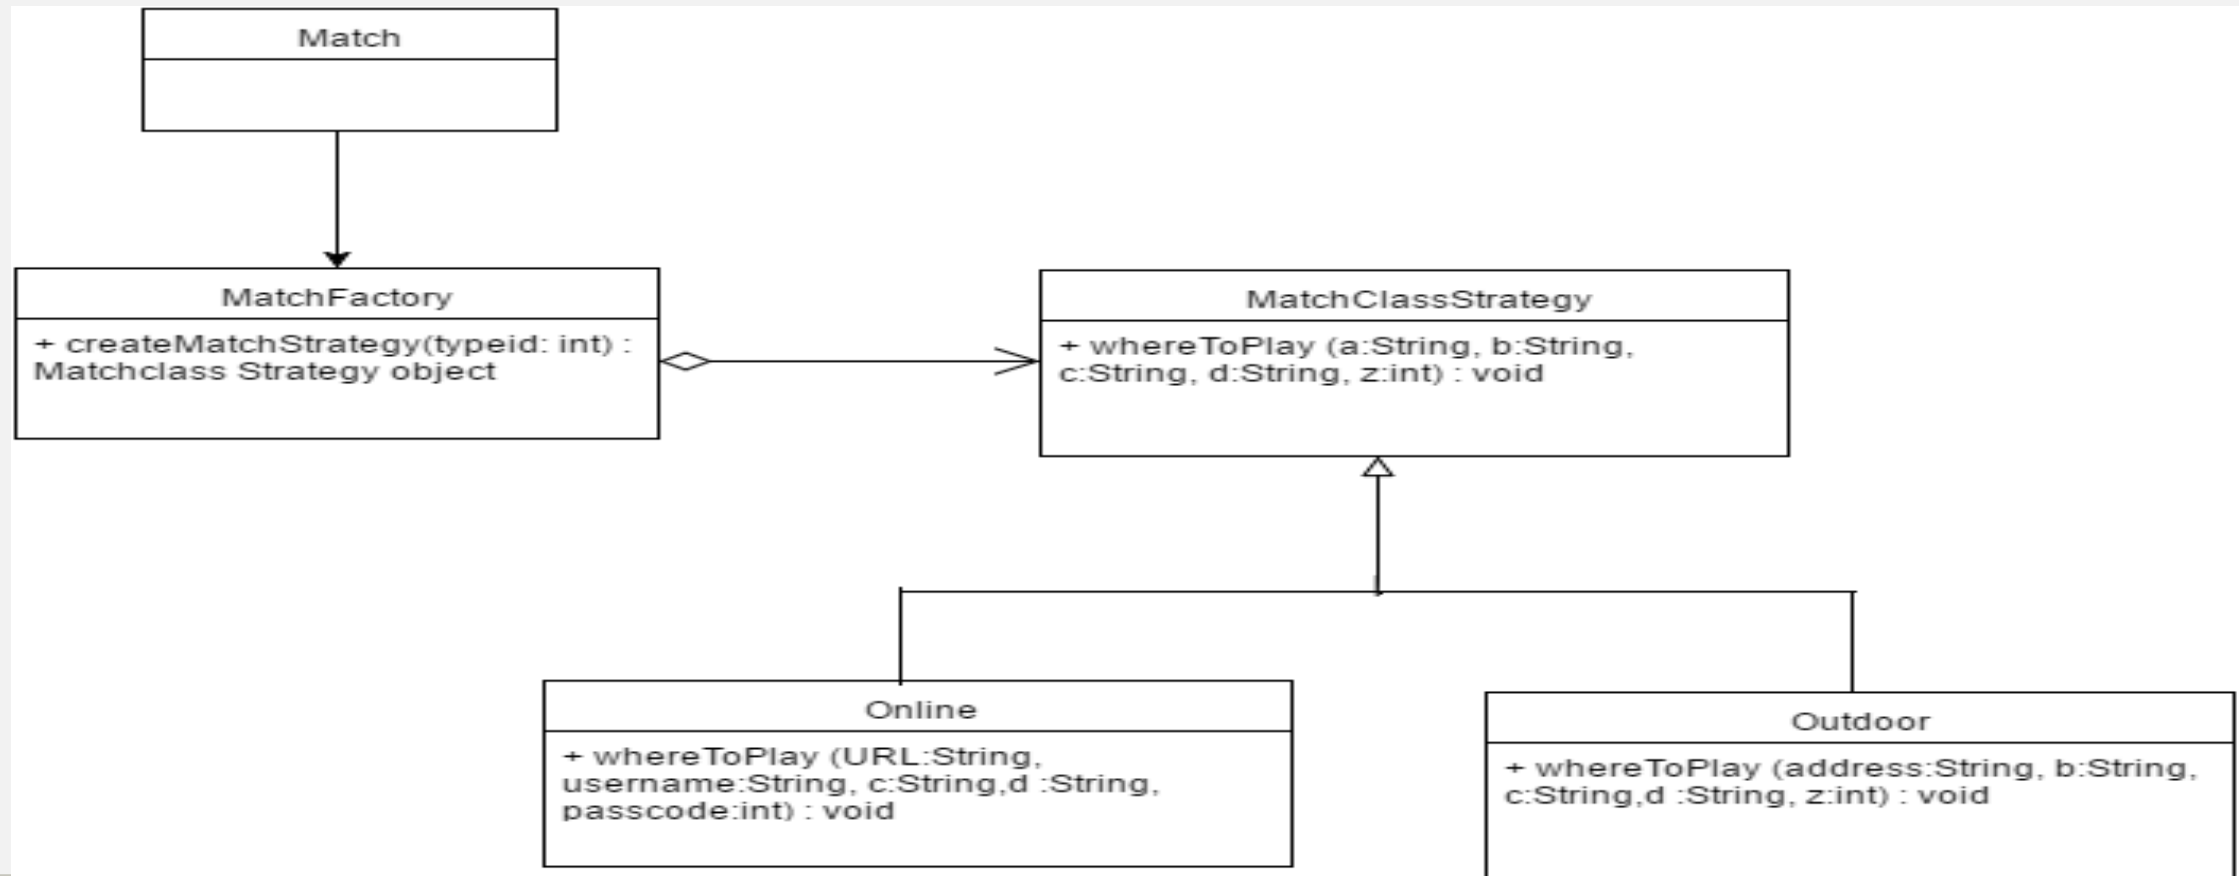 Match
MatchFactory
+ createMatchStrategy(typeid: int) :
Matchclass Strategy object
MatchClassStrategy
+ whereToPlay (a:String, b:String,
c:String, d:String, z:int) : void
Online
+ whereToPlay (URL:String,
username:String, c:String,d :String,
passcode:int) : void
Outdoor
+ whereToPlay (address:String, b:String,
c:String,d :String, z:int) : void